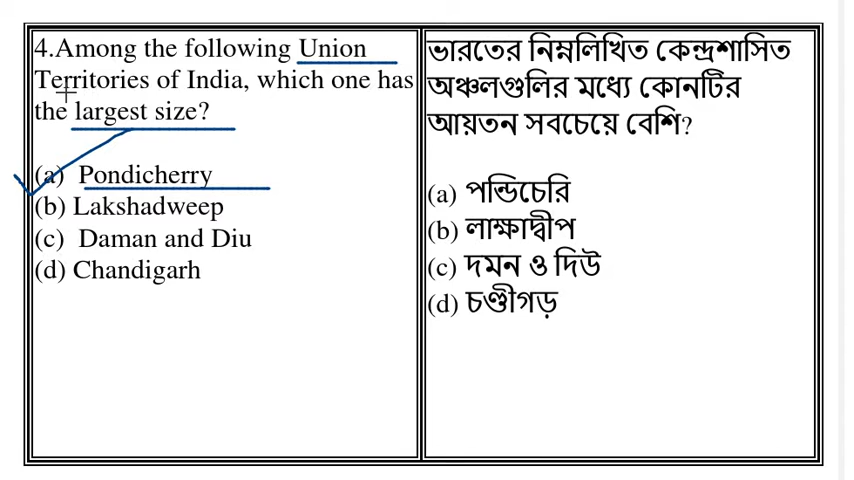 4.Among the following Union
Territories of India, which one has
the largest size?
(a) Pondicherry
(b) Lakshadweep
(c) Daman and Diu
(d) Chandigarh
ভারতের নিম্নলিখিত কেন্দ্রশাসিত
অঞ্চলগুলির মধ্যে কোনটির
আয়তন সবচেয়ে বেশি?
(a) পন্ডিচেরি
(b) লাক্ষাদ্বীপ
(c) দমন ও দিউ
(d) চণ্ডীগড়